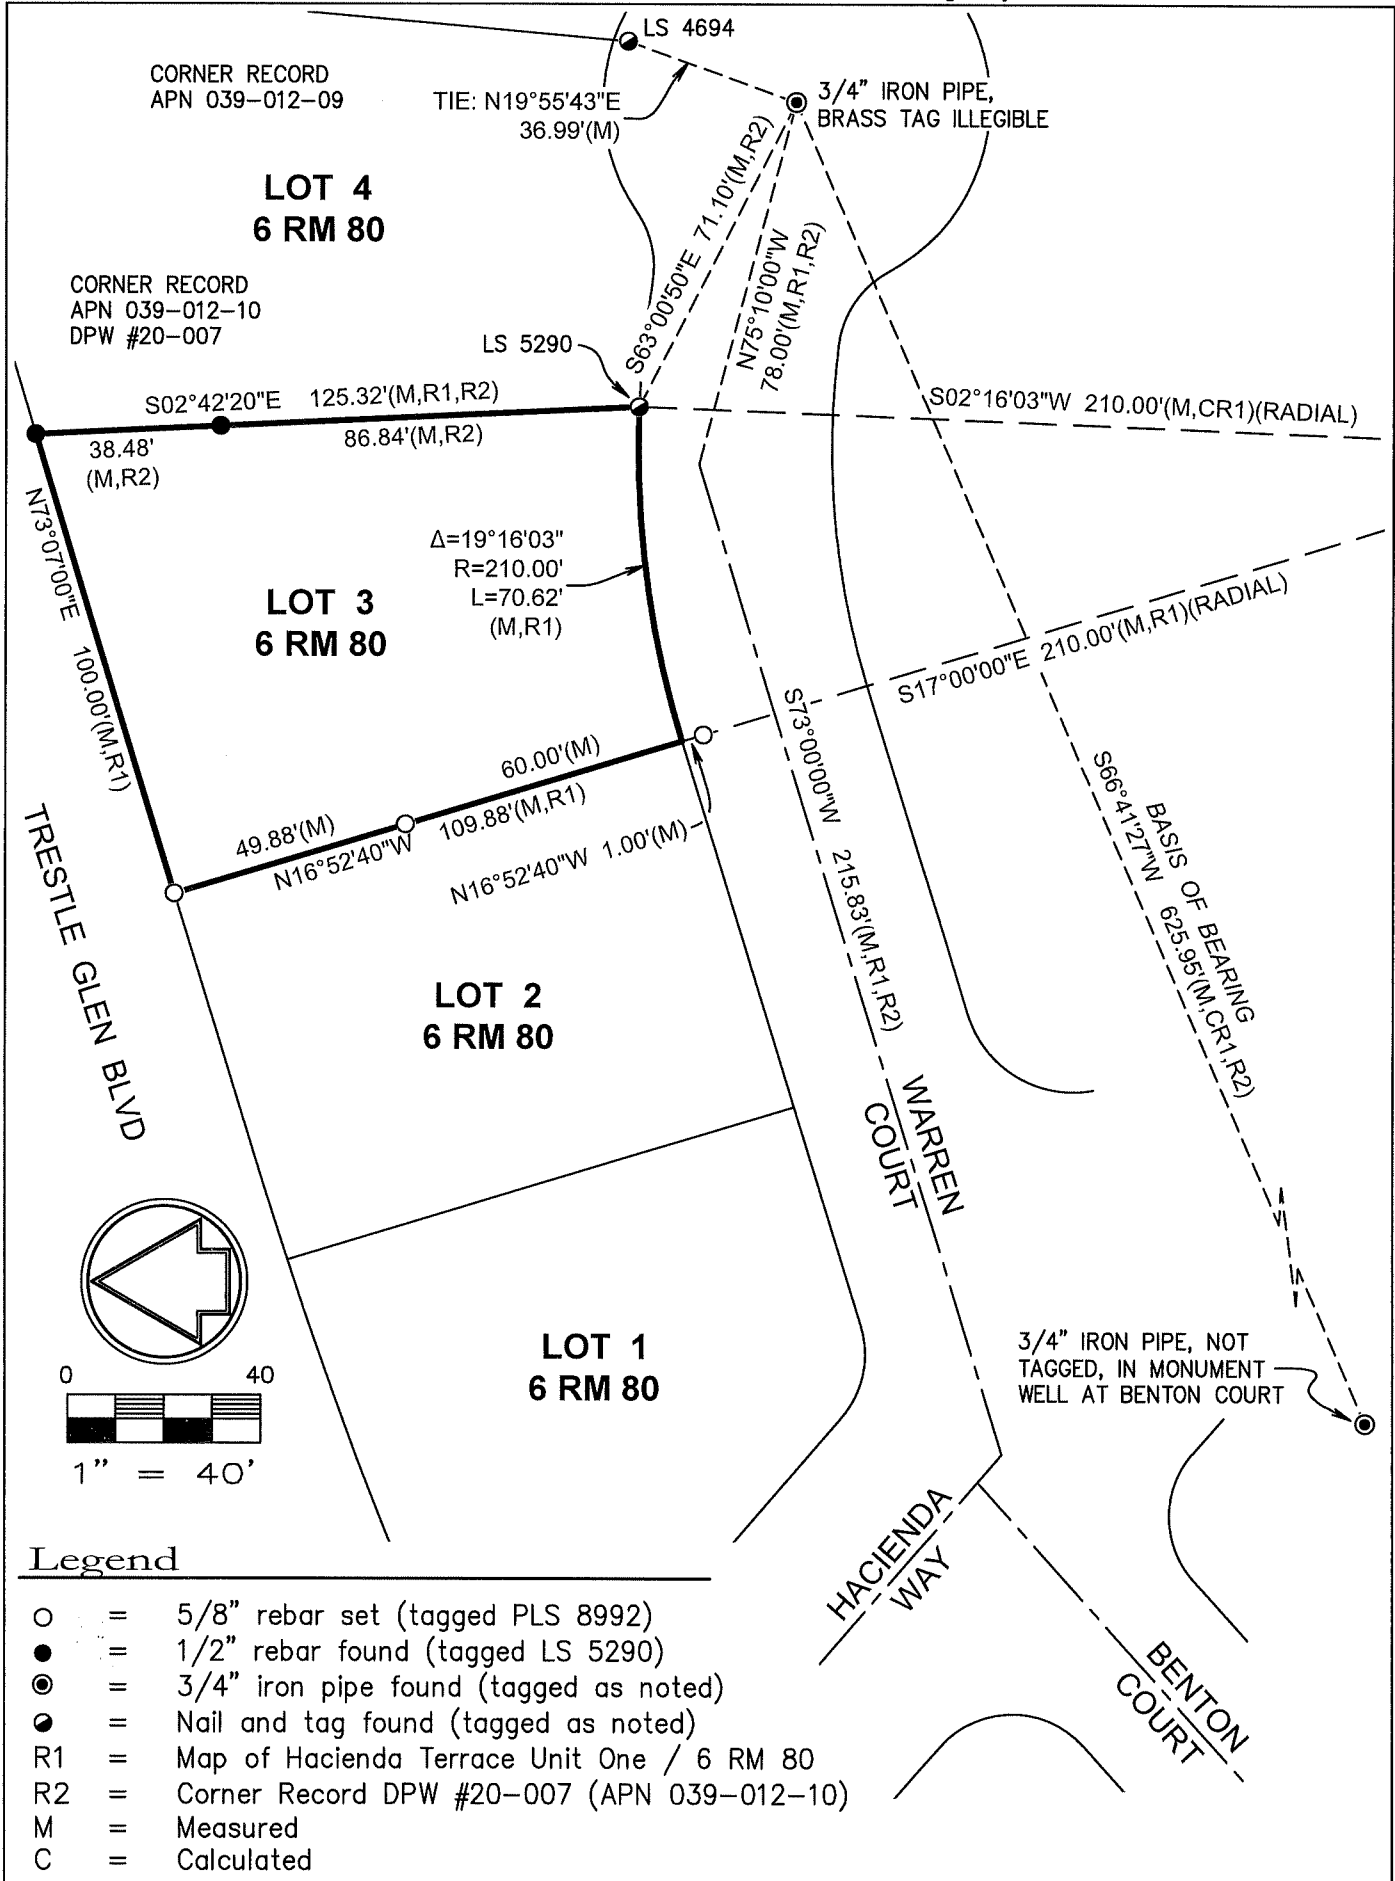 LS 4694
CORNER RECORD
APN 039-012-09
TIE: N19°55'43"E
36.99'(M)
3/4" IRON PIPE,
BRASS TAG ILLEGIBLE
LOT 4
6 RM 80
CORNER RECORD
APN 039-012-10
DPW #20-007
LS 5290
S63°00'50"E 71.10'(M,R2)
N75°10'00"W
78.00'(M,R1,R2)
S02°42'20"E 125.32'(M,R1,R2)
38.48'
(M,R2)
86.84'(M,R2)
S02°16'03"W 210.00'(M,CR1)(RADIAL)
N73°07'00"E 100.00'(M,R1)
Δ=19°16'03"
R=210.00'
L=70.62'
(M,R1)
LOT 3
6 RM 80
S17°00'00"E 210.00'(M,R1)(RADIAL)
60.00'(M)
49.88'(M)
109.88'(M,R1)
N16°52'40"W
N16°52'40"W 1.00'(M)
S73°00'00"W 215.83'(M,R1,R2)
BASIS OF BEARING
S66°41'27"W 625.95'(M,CR1,R2)
TRESTLE GLEN BLVD
LOT 2
6 RM 80
WARREN
COURT
LOT 1
6 RM 80
3/4" IRON PIPE, NOT
TAGGED, IN MONUMENT
WELL AT BENTON COURT
0 40
1" = 40'
HACIENDA
WAY
BENTON
COURT
Legend
= 5/8" rebar set (tagged PLS 8992)
= 1/2" rebar found (tagged LS 5290)
= 3/4" iron pipe found (tagged as noted)
= Nail and tag found (tagged as noted)
R1 = Map of Hacienda Terrace Unit One / 6 RM 80
R2 = Corner Record DPW #20-007 (APN 039-012-10)
M = Measured
C = Calculated